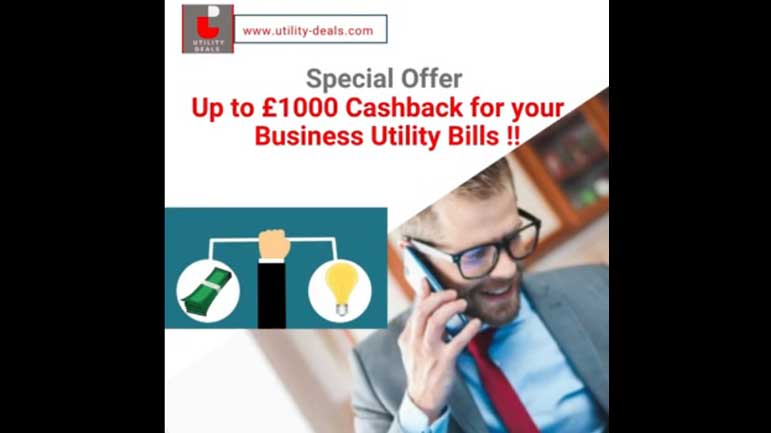 UTILITY
DEALS
www.utility-deals.com
Special Offer
Up to £1000 Cashback for your
Business Utility Bills !!